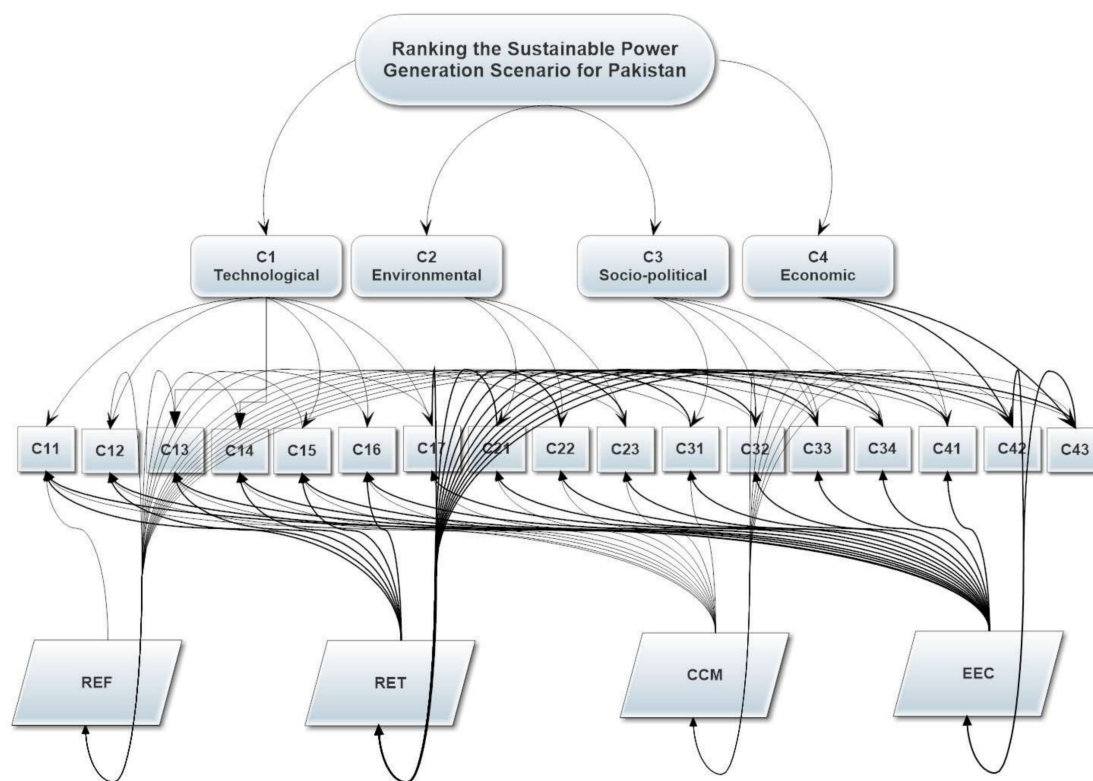 Ranking the Sustainable Power
Generation Scenario for Pakistan
C1
Technological
C2
Environmental
C3
Socio-political
C4
Economic
C11
C12
C13
C14
C15
C16
C17
C21
C22
C23
C31
C32
C33
C34
C41
C42
C43
REF
RET
CCM
EEC